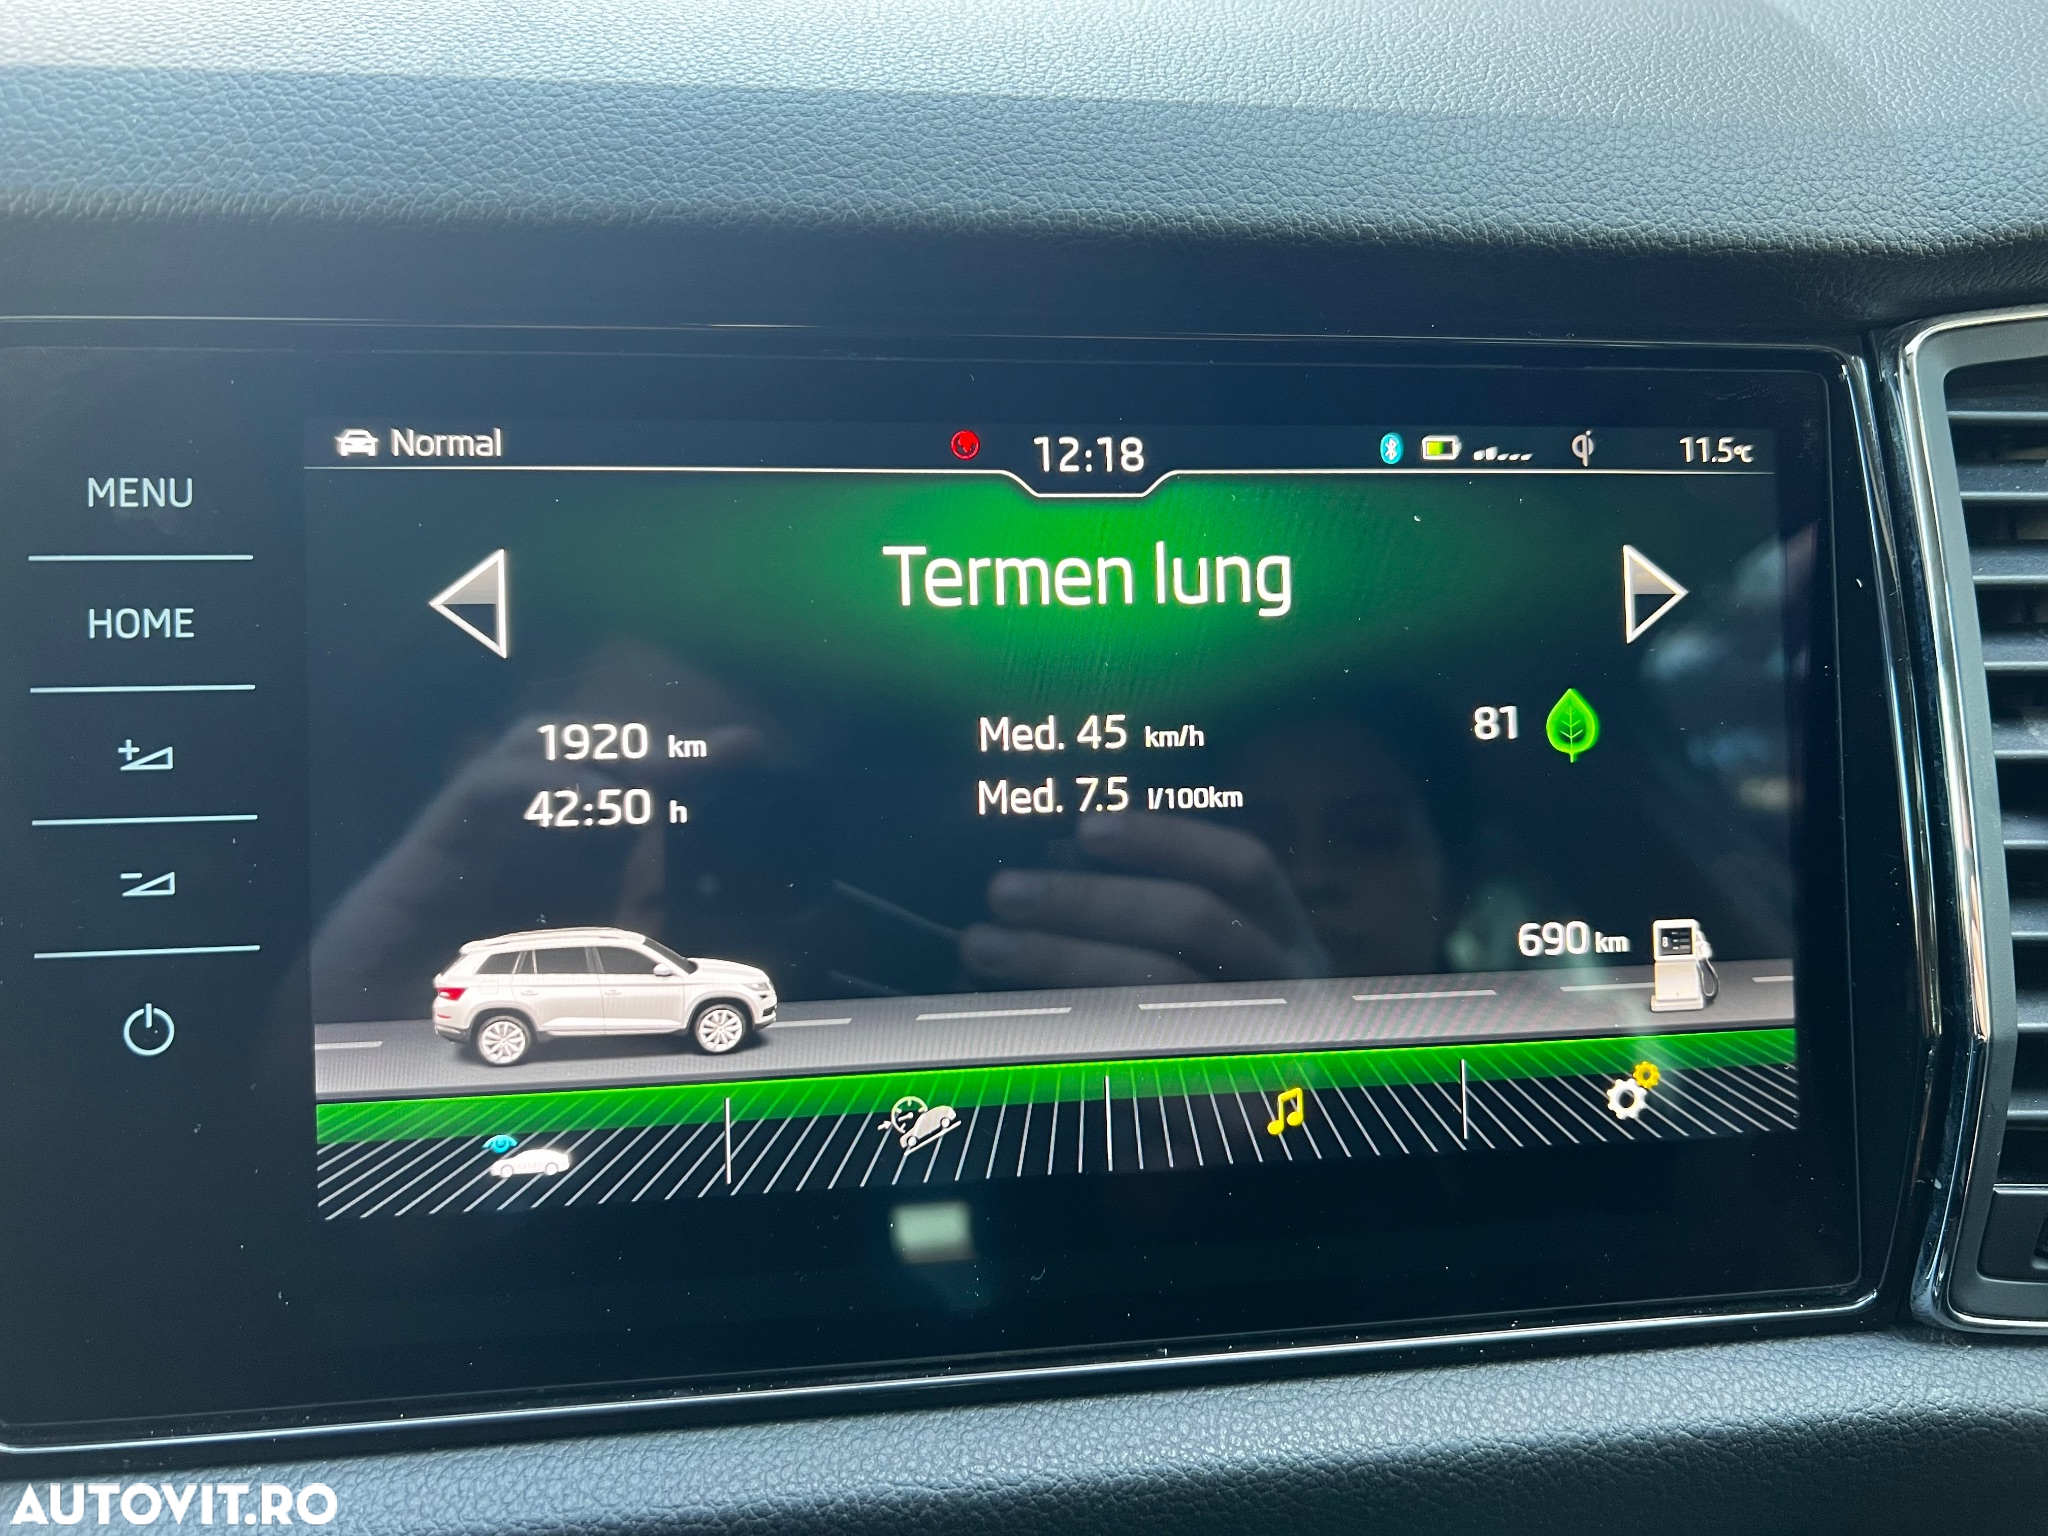 Normal
12:18
11.5°C
MENU
HOME
Termen lung
1920 km
42:50 h
Med. 45 km/h
Med. 7.5 l/100km
81
690 km
AUTOVIT.RO